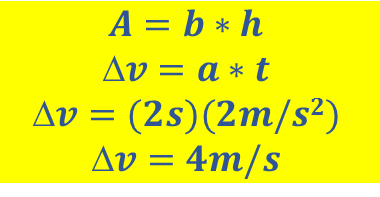 A = b * h
Δv = a * t
Δv = (2s)(2m/s²)
Δv = 4m/s